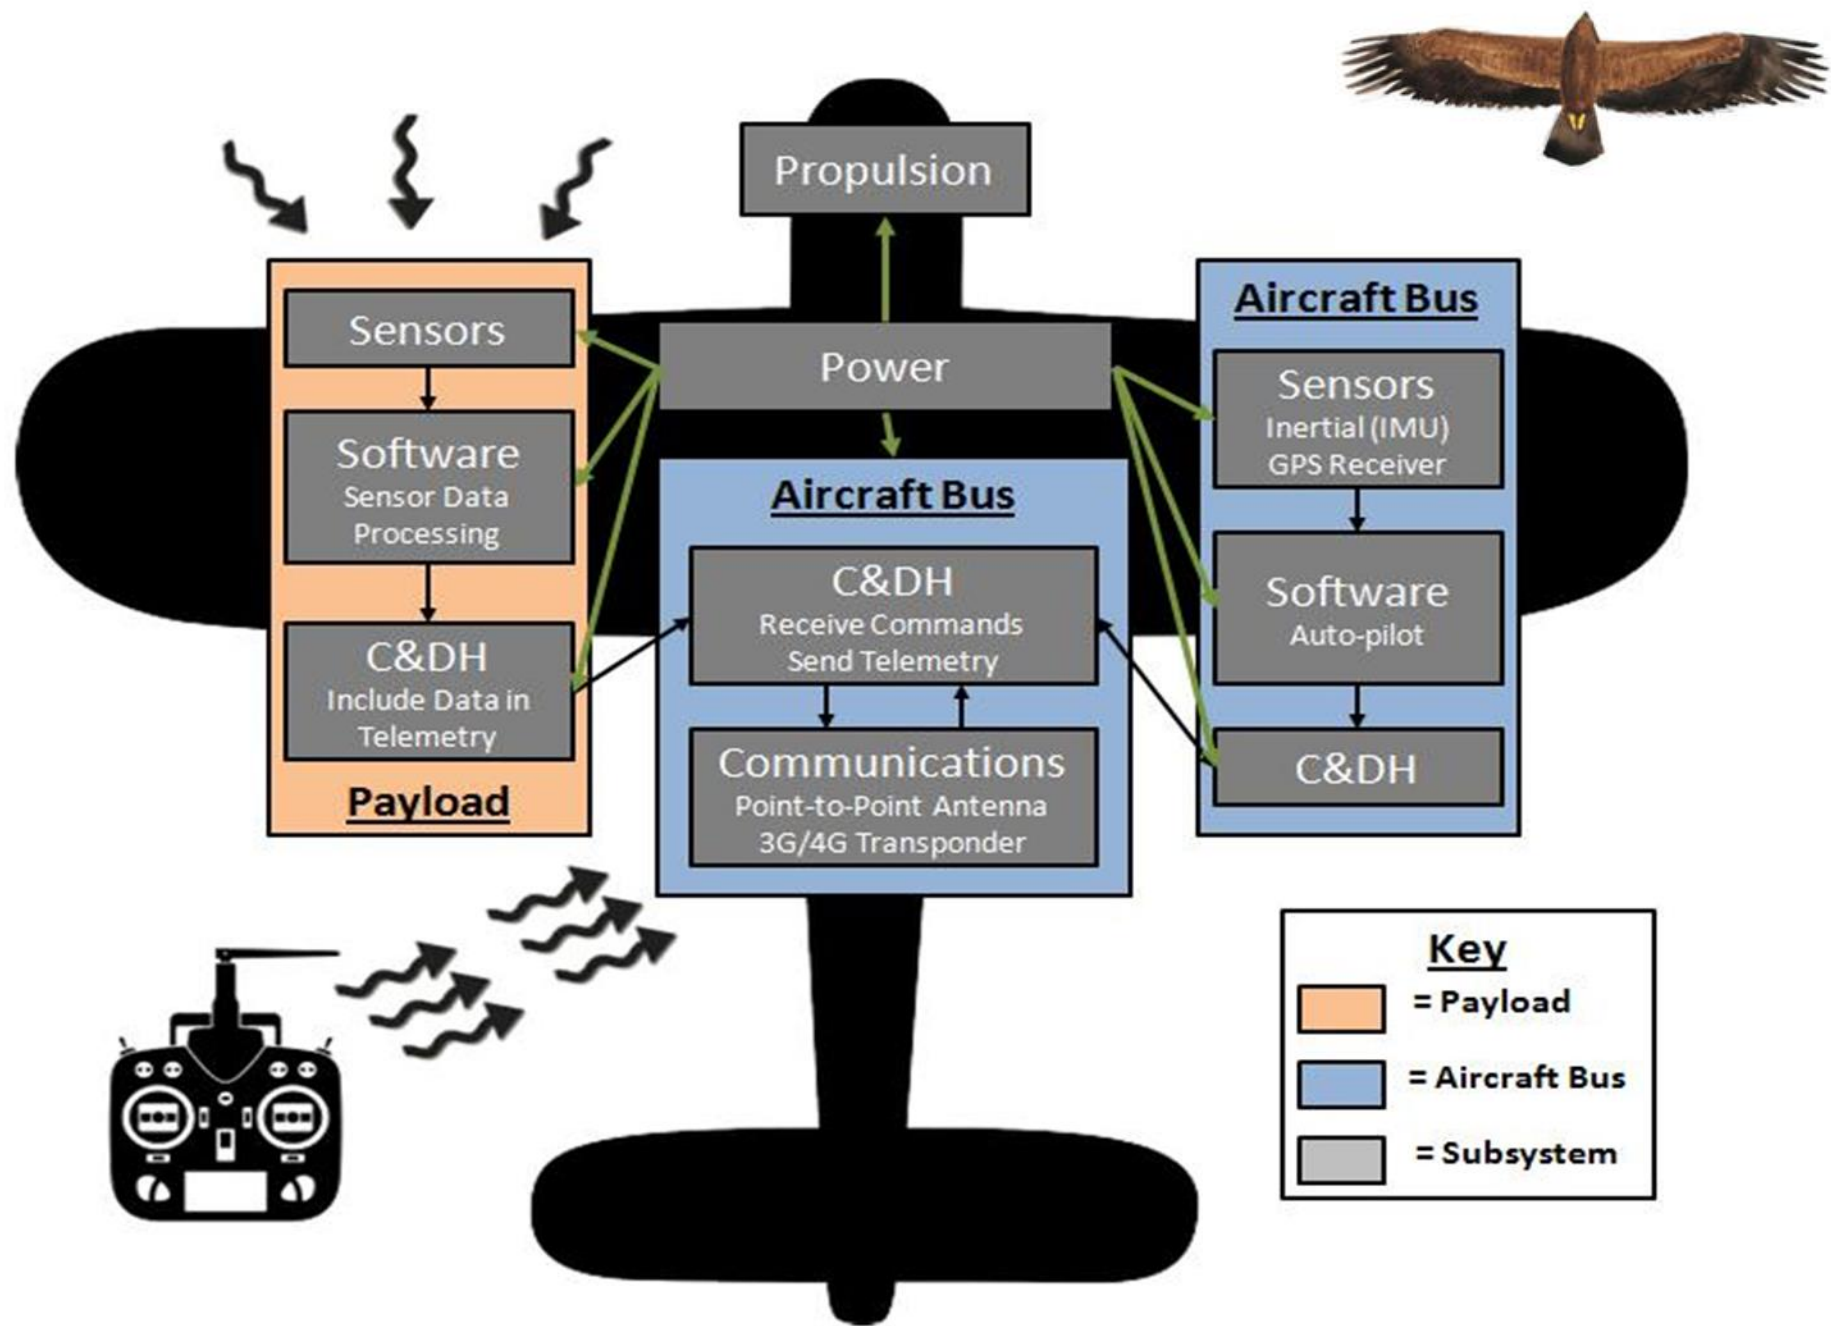 Propulsion
Power
Sensors
Software
Sensor Data
Processing
C&DH
Include Data in
Telemetry
Payload
Aircraft Bus
C&DH
Receive Commands
Send Telemetry
Communications
Point-to-Point Antenna
3G/4G Transponder
Aircraft Bus
Sensors
Inertial (IMU)
GPS Receiver
Software
Auto-pilot
C&DH
Key
= Payload
= Aircraft Bus
= Subsystem